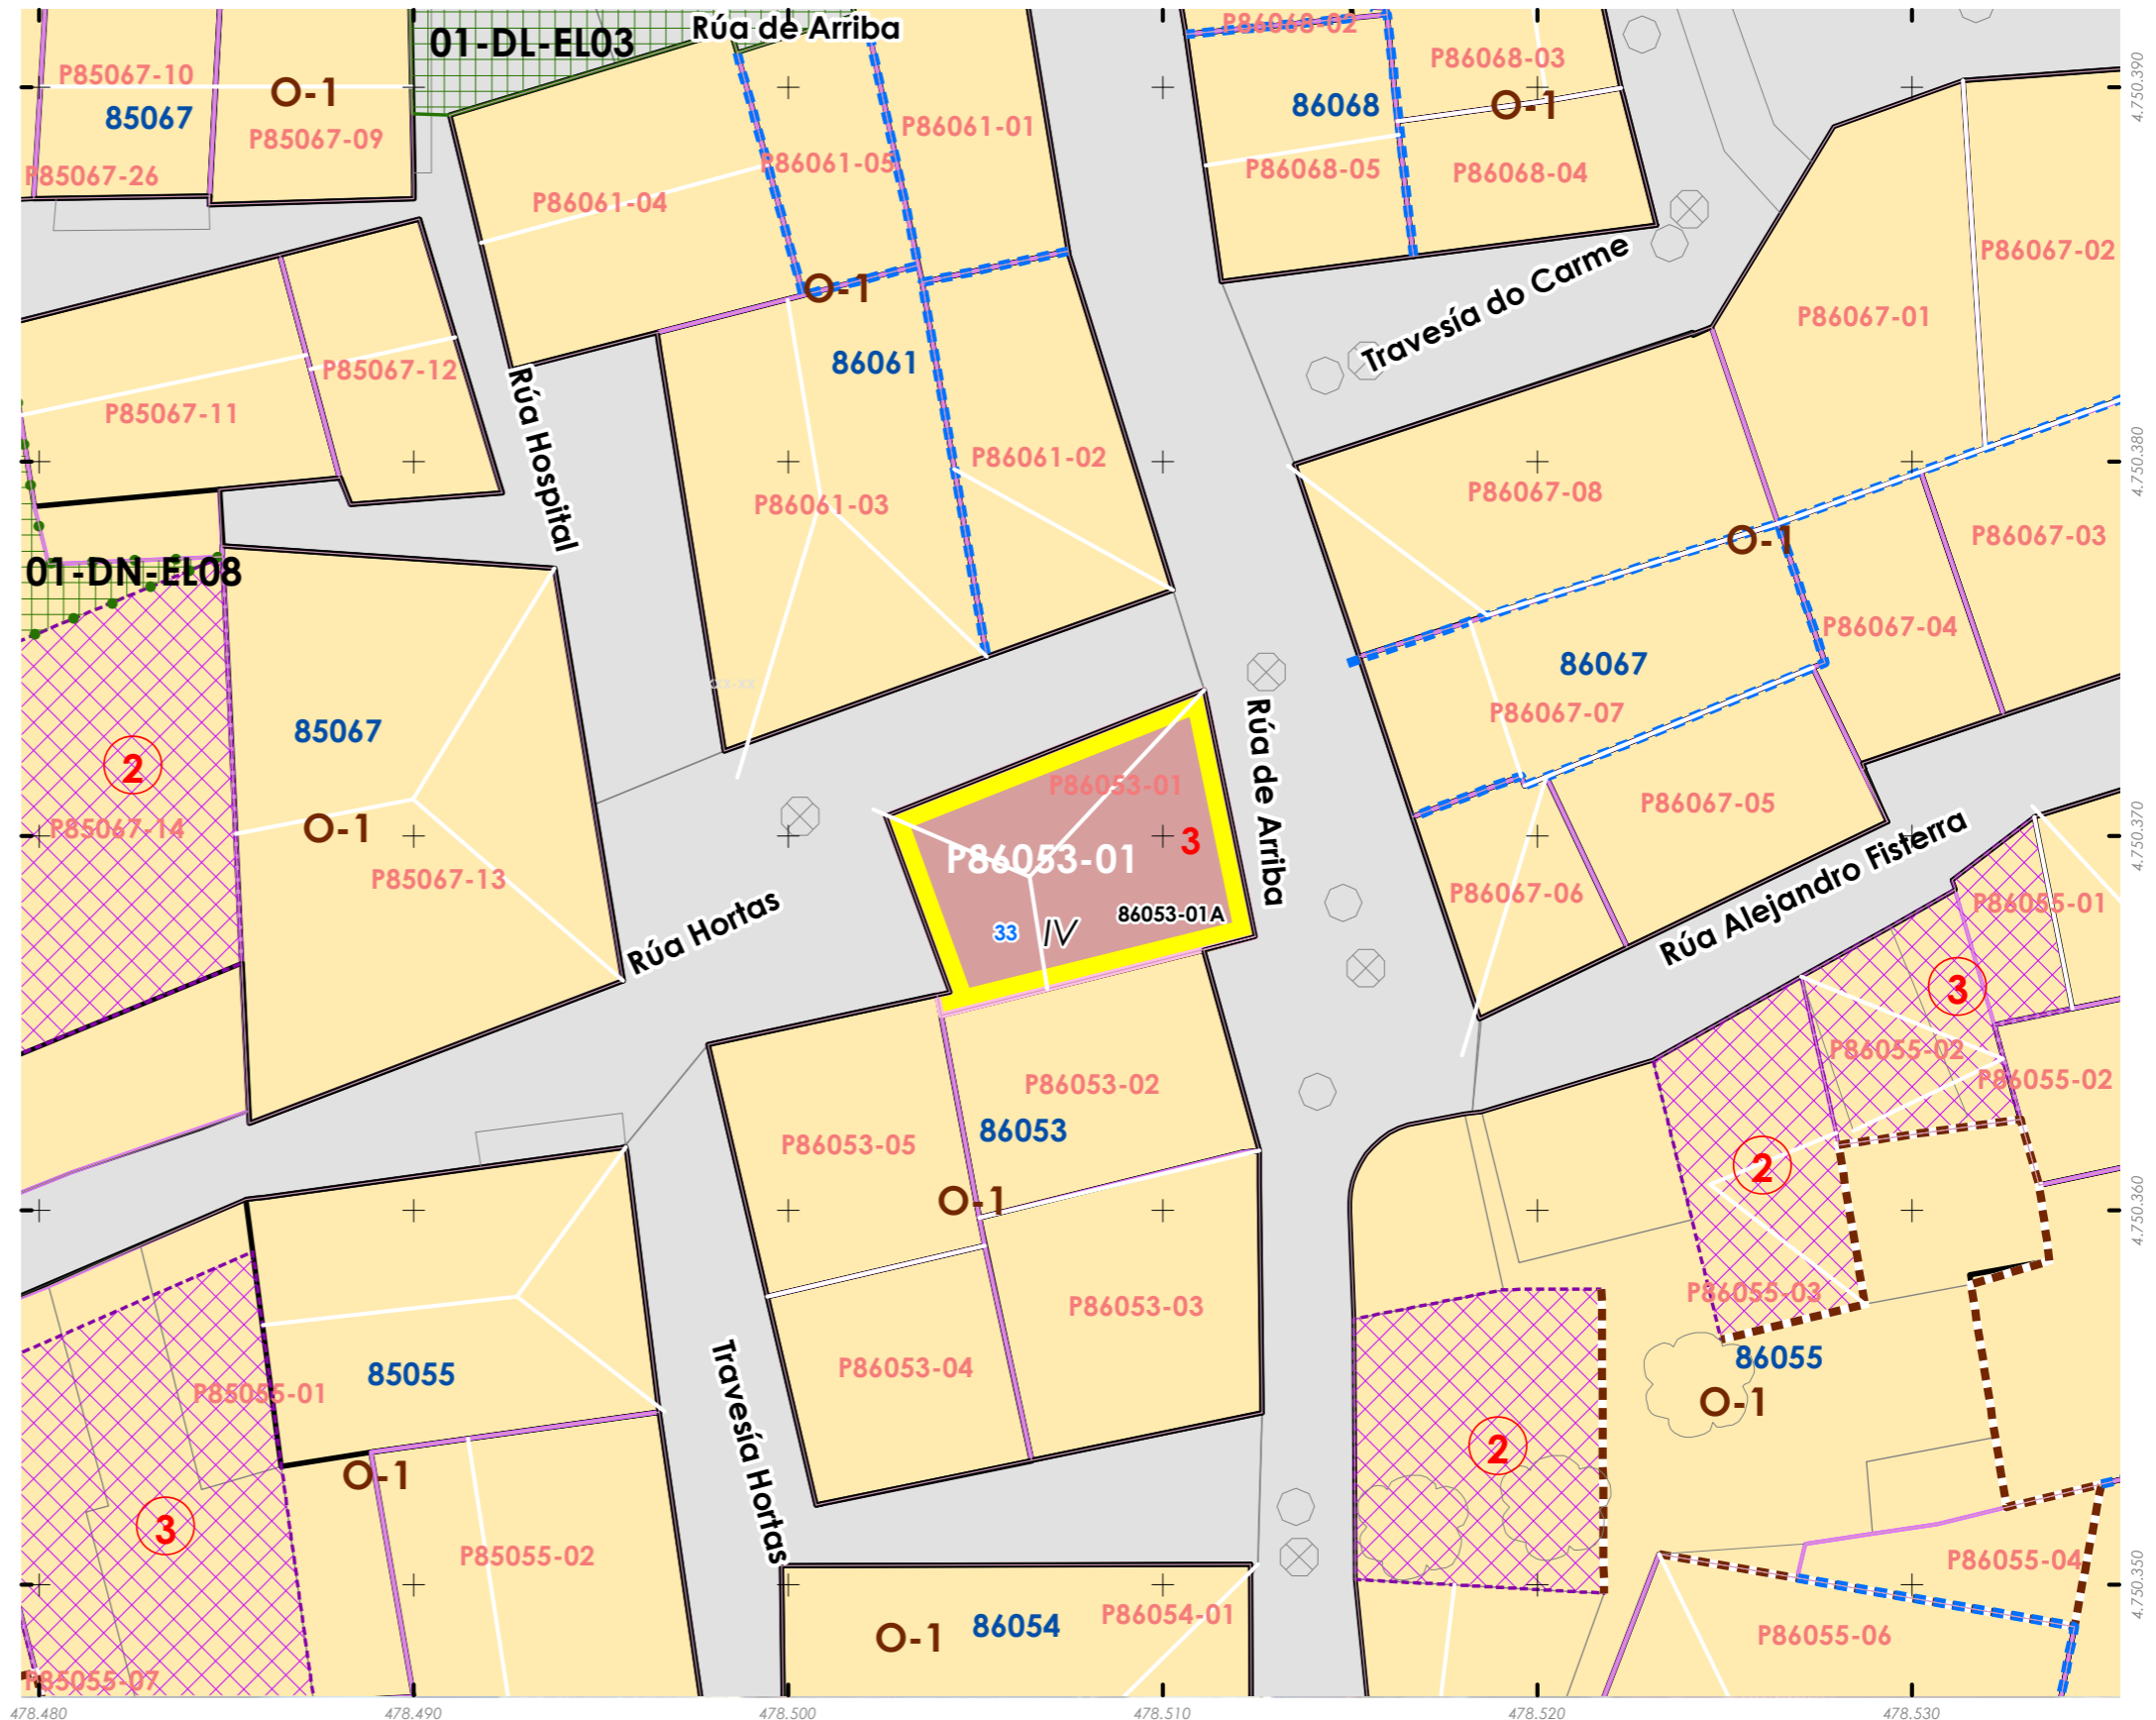 Rúa de Arriba
P86068-02
01-DL-EL03
P86068-03
P85067-10
O-1
86068
O-1
85067
P86061-01
P85067-09
P86061-05
P86068-05
P86068-04
P85067-26
P86061-04
P86067-02
Travesía do Carme
O-1
P86067-01
86061
P85067-12
P85067-11
Rúa Hospital
P86061-02
P86067-08
P86061-03
O-1
P86067-03
01-DN-EL08
P86067-04
86067
P86067-07
85067
2
Rúa de Arriba
P86053-01
P86067-05
P85067-14
O-1
3
P86053-01
P85067-13
P86067-06
Rúa Alejandro Fisterra
P86055-01
86053-01A
33
IV
Rúa Hortas
3
P86055-02
P86055-02
P86053-02
86053
P86053-05
2
O-1
P86055-03
P86053-03
86055
P86053-04
85055
P85055-01
O-1
Travesía Hortas
O-1
2
3
P85055-02
P86055-04
P86054-01
86054
O-1
P86055-06
P85055-07
4.750.390
4.750.380
4.750.370
4.750.360
4.750.350
478.480
478.490
478.500
478.510
478.520
478.530